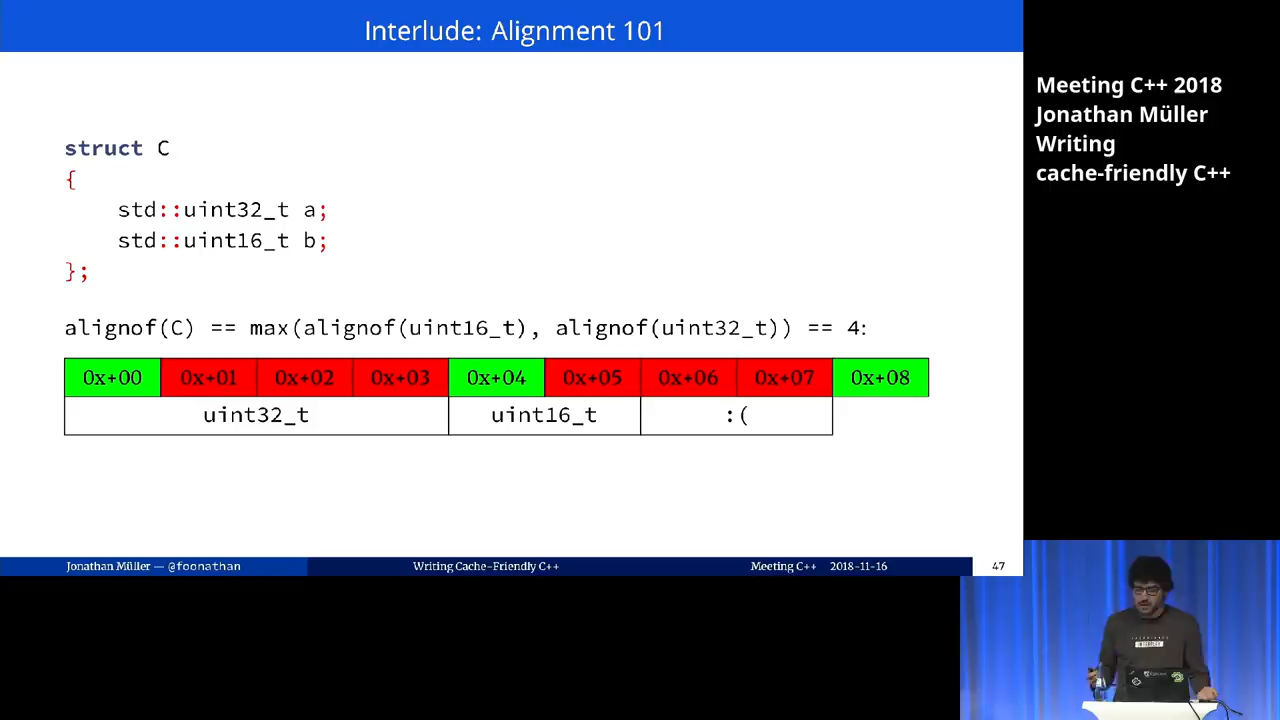 Interlude: Alignment 101
struct C
{
std::uint32_t a;
std::uint16_t b;
};
alignof(C) == max(alignof(uint16_t), alignof(uint32_t)) == 4:
0x+00 0x+01 0x+02 0x+03 0x+04 0x+05 0x+06 0x+07 0x+08
uint32_t uint16_t :(
Jonathan Müller — @foonathan Writing Cache-Friendly C++ Meeting C++ 2018-11-16 47
Meeting C++ 2018
Jonathan Müller
Writing
cache-friendly C++